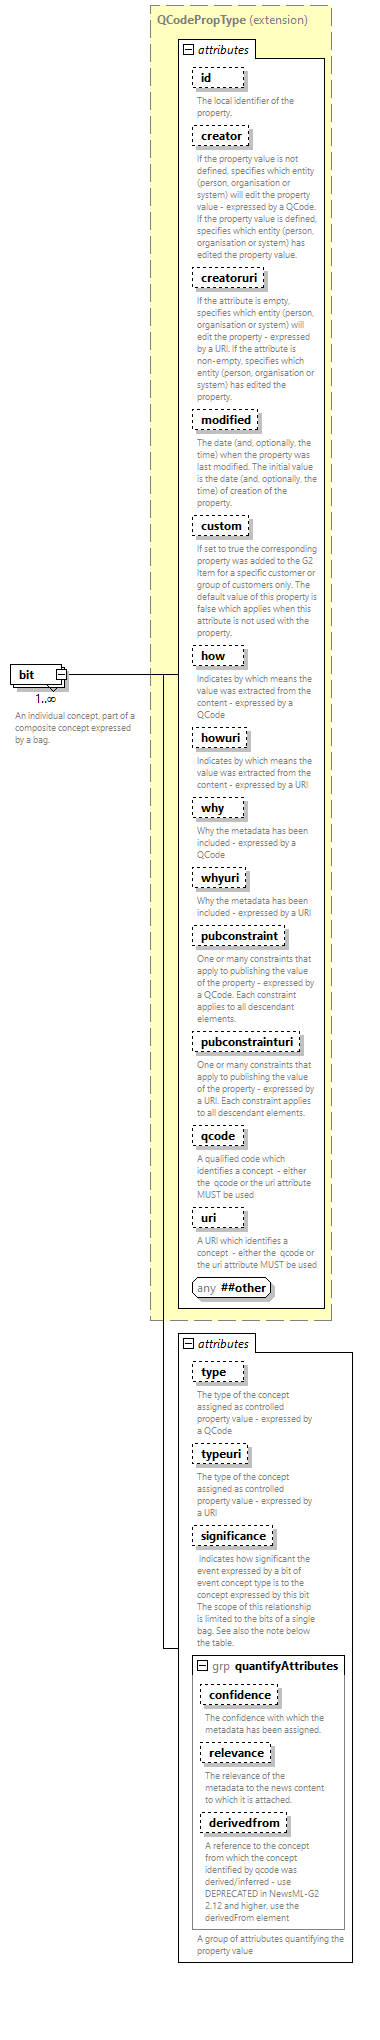 QCodePropType (extension)
attributes
id
The local identifier of the
property.
creator
If the property value is not
defined, specifies which entity
(person, organisation or
system) will edit the property
value - expressed by a QCode.
If the property value is defined,
specifies which entity (person,
organisation or system) has
edited the property value.
creatoruri
If the attribute is empty,
specifies which entity (person,
organisation or system) will
edit the property - expressed
by a URI. If the attribute is
non-empty, specifies which
entity (person, organisation or
system) has edited the
property.
modified
The date (and, optionally, the
time) when the property was
last modified. The initial value
is the date (and, optionally, the
time) of creation of the
property.
custom
If set to true the corresponding
property was added to the G2
Item for a specific customer or
group of customers only. The
default value of this property is
false which applies when this
attribute is not used with the
property.
how
Indicates by which means the
value was extracted from the
content - expressed by a
QCode
bit
1..∞
An individual concept, part of a
composite concept expressed
by a bag.
howuri
Indicates by which means the
value was extracted from the
content - expressed by a URI
why
Why the metadata has been
included - expressed by a
QCode
whyuri
Why the metadata has been
included - expressed by a URI
pubconstraint
One or many constraints that
apply to publishing the value
of the property - expressed by
a QCode. Each constraint
applies to all descendant
elements.
pubconstrainturi
One or many constraints that
apply to publishing the value
of the property - expressed by
a URI. Each constraint applies
to all descendant elements.
qcode
A qualified code which
identifies a concept - either
the qcode or the uri attribute
MUST be used
uri
A URI which identifies a
concept - either the qcode or
the uri attribute MUST be used
any ##other
attributes
type
The type of the concept
assigned as controlled
property value - expressed by
a QCode
typeuri
The type of the concept
assigned as controlled
property value - expressed by
a URI
significance
Indicates how significant the
event expressed by a bit of
event concept type is to the
concept expressed by this bit
The scope of this relationship
is limited to the bits of a single
bag. See also the note below
the table.
grp quantifyAttributes
confidence
The confidence with which the
metadata has been assigned.
relevance
The relevance of the
metadata to the news content
to which it is attached.
derivedfrom
A reference to the concept
from which the concept
identified by qcode was
derived/inferred - use
DEPRECATED in NewsML-G2
2.12 and higher, use the
derivedFrom element
A group of attriubutes quantifying the
property value